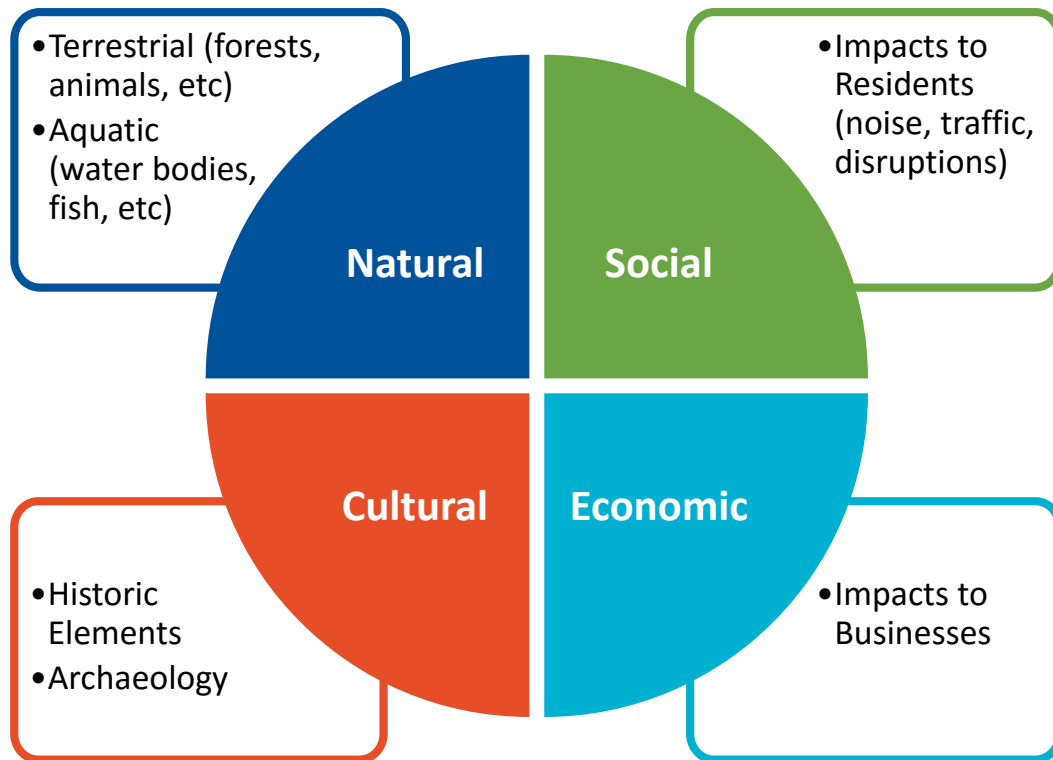 •Terrestrial (forests,
animals, etc)
•Aquatic
(water bodies,
fish, etc)
•Impacts to
Residents
(noise, traffic,
disruptions)
Natural
Social
Cultural
Economic
•Historic
Elements
•Archaeology
•Impacts to
Businesses